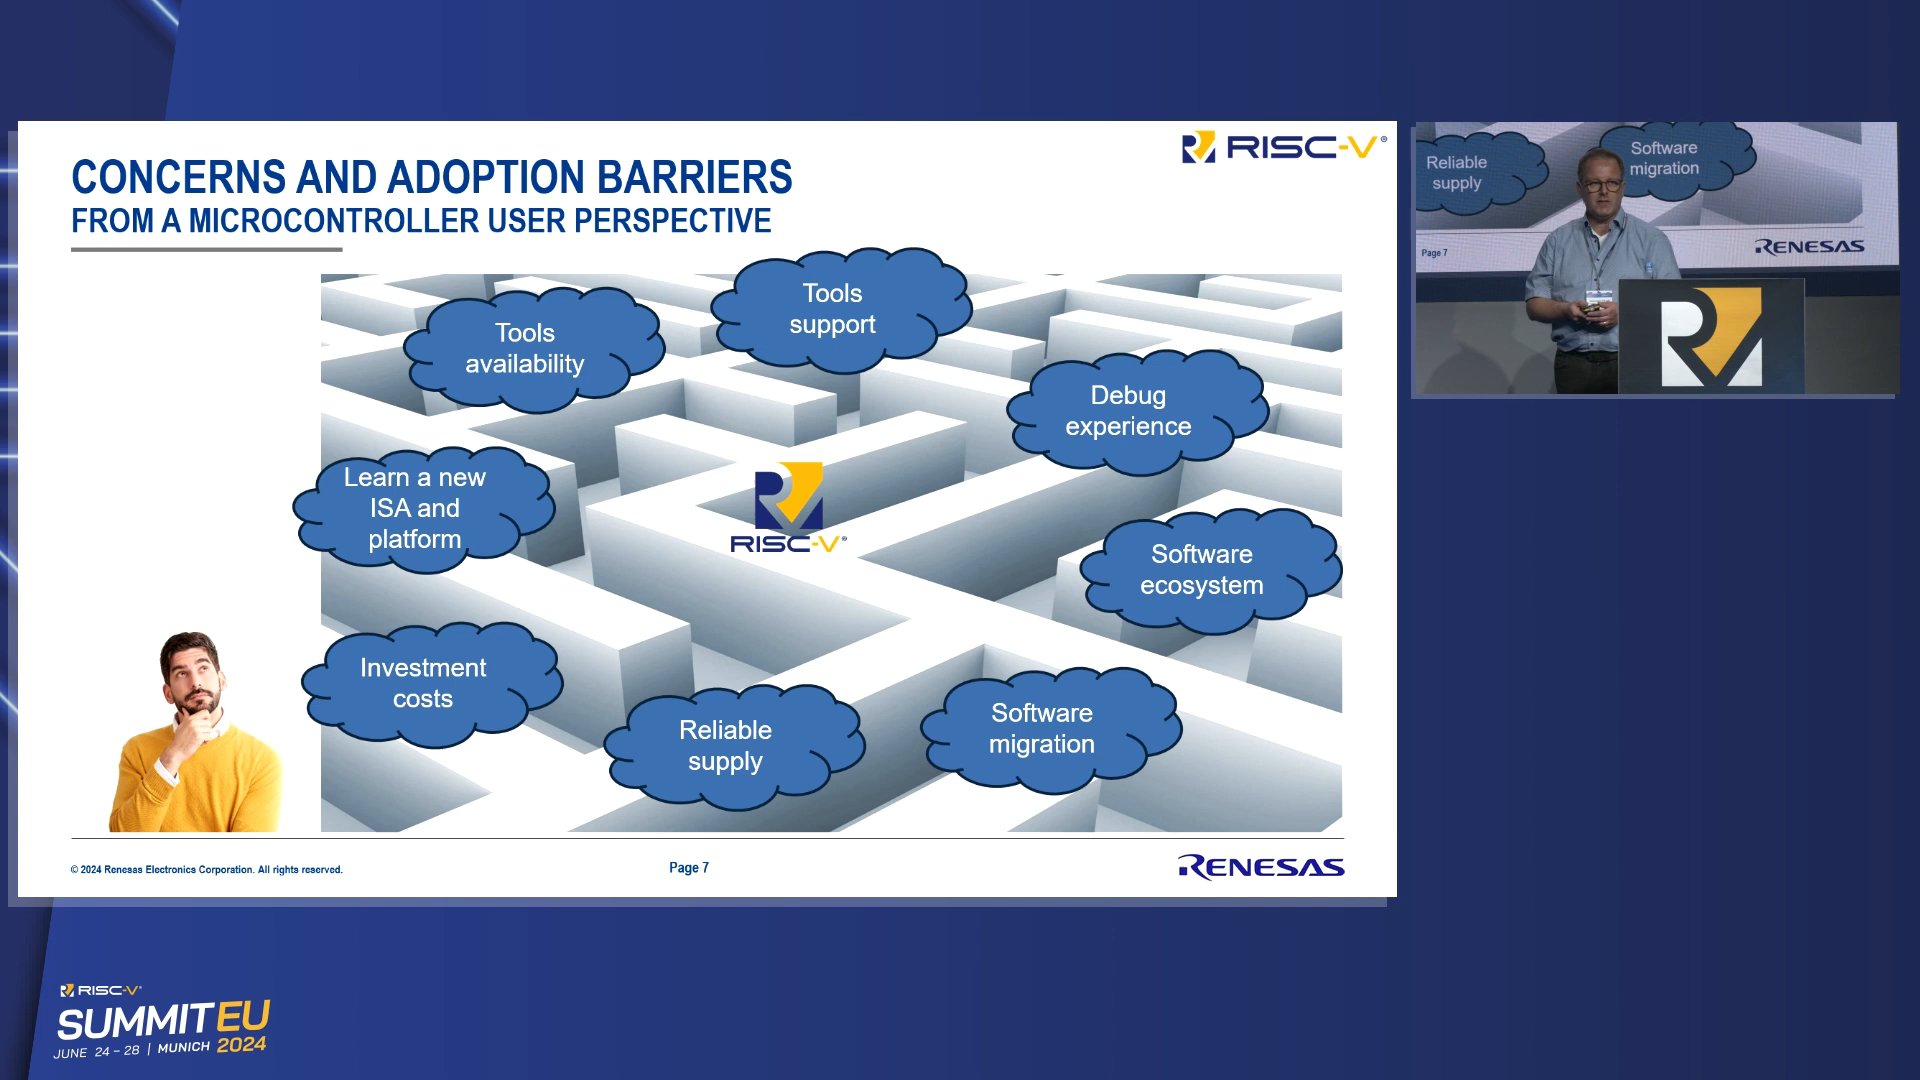 RISC-V®
CONCERNS AND ADOPTION BARRIERS
FROM A MICROCONTROLLER USER PERSPECTIVE
Tools
availability
Tools
support
Debug
experience
Learn a new
ISA and
platform
RISC-V®
Software
ecosystem
Investment
costs
Reliable
supply
Software
migration
© 2024 Renesas Electronics Corporation. All rights reserved.
Page 7
RENESAS
Reliable
supply
Software
migration
Page 7
RENESAS
RISC-V®
SUMMIT EU
JUNE 24 – 28 | MUNICH 2024